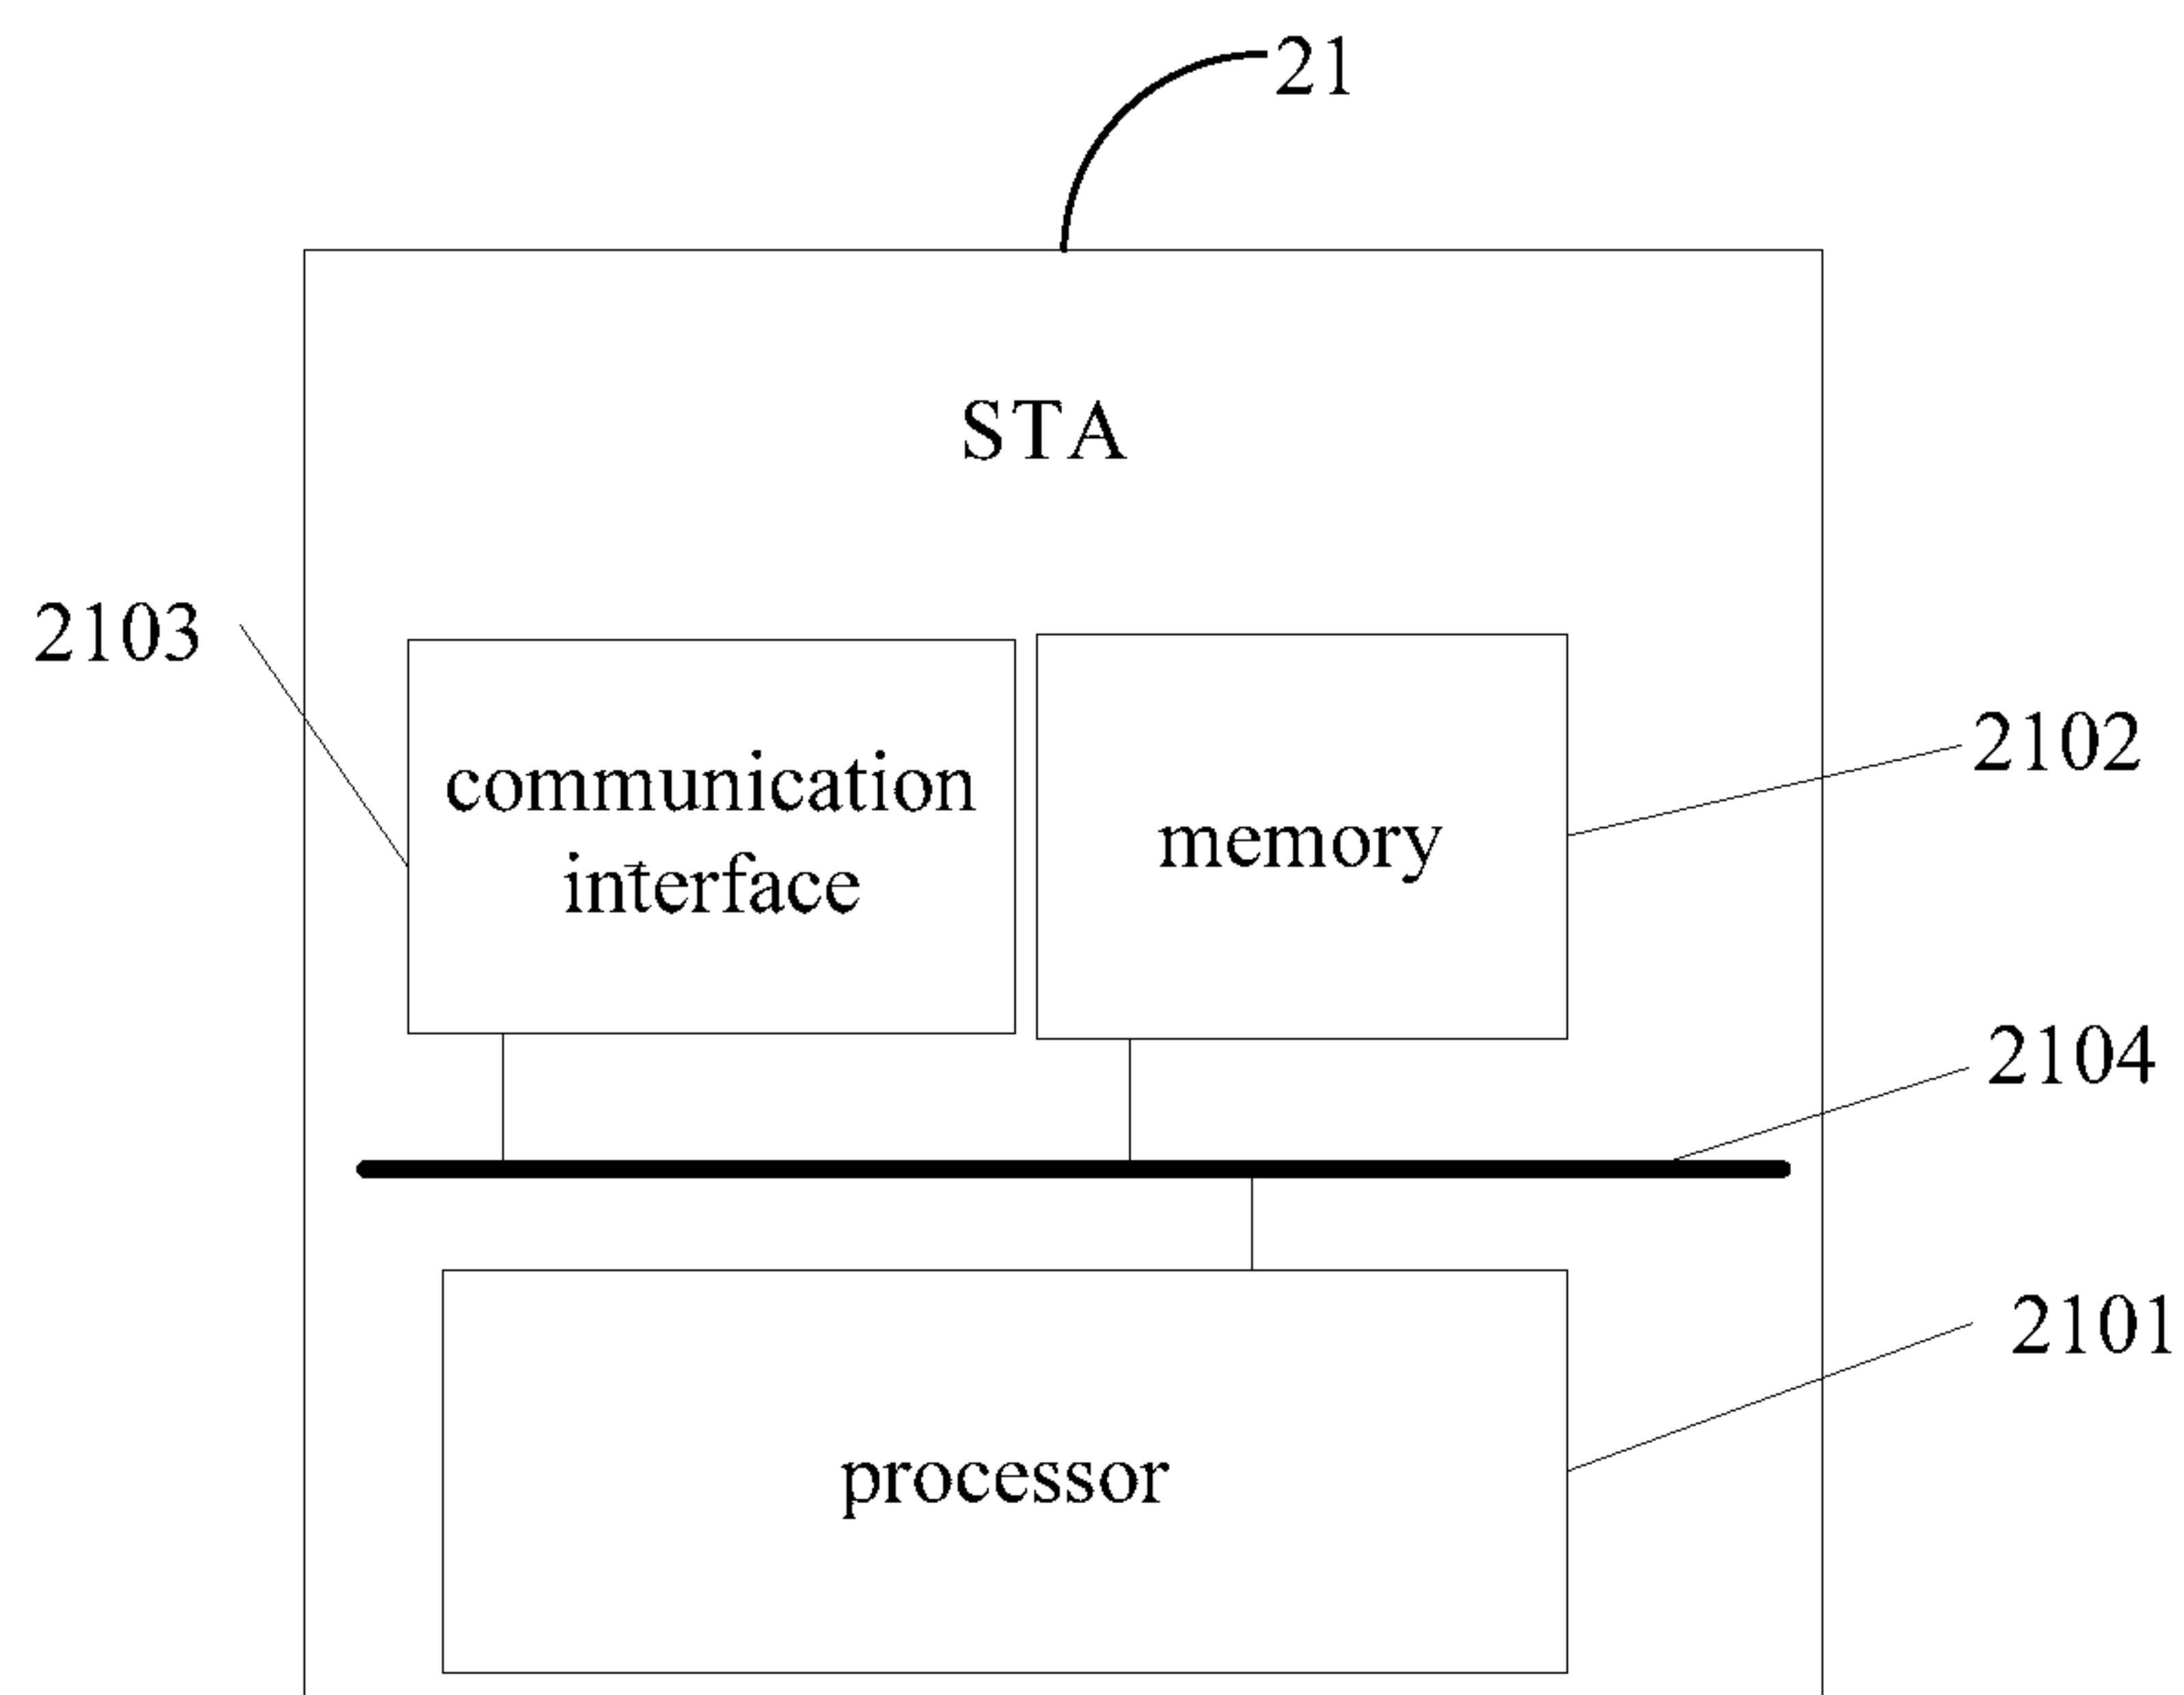 21
STA
2103
communication
interface
memory
2102
2104
2101
processor